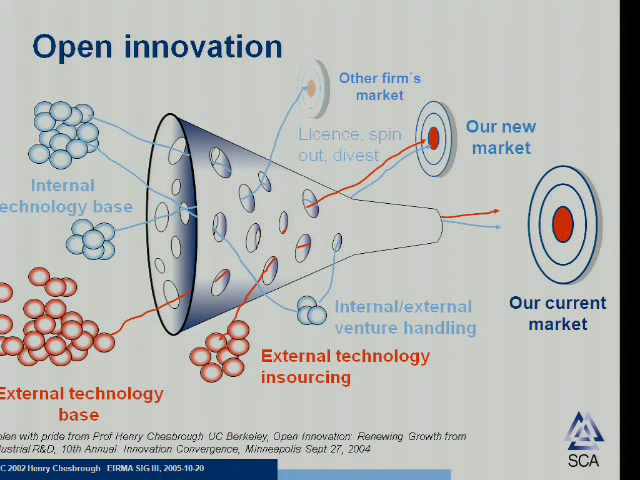 Open innovation
Other firm´s
market
Licence, spin
out, divest
Our new
market
Internal
echnology base
Internal/external
venture handling
Our current
market
External technology
insourcing
External technology
base
olen with pride from Prof Henry Chesbrough UC Berkeley, Open Innovation: Renewing Growth from
ustrial R&D, 10th Annual Innovation Convergence, Minneapolis Sept 27, 2004
C 2002 Henry Chesbrough EIRMA SIG III, 2005-10-20
SCA